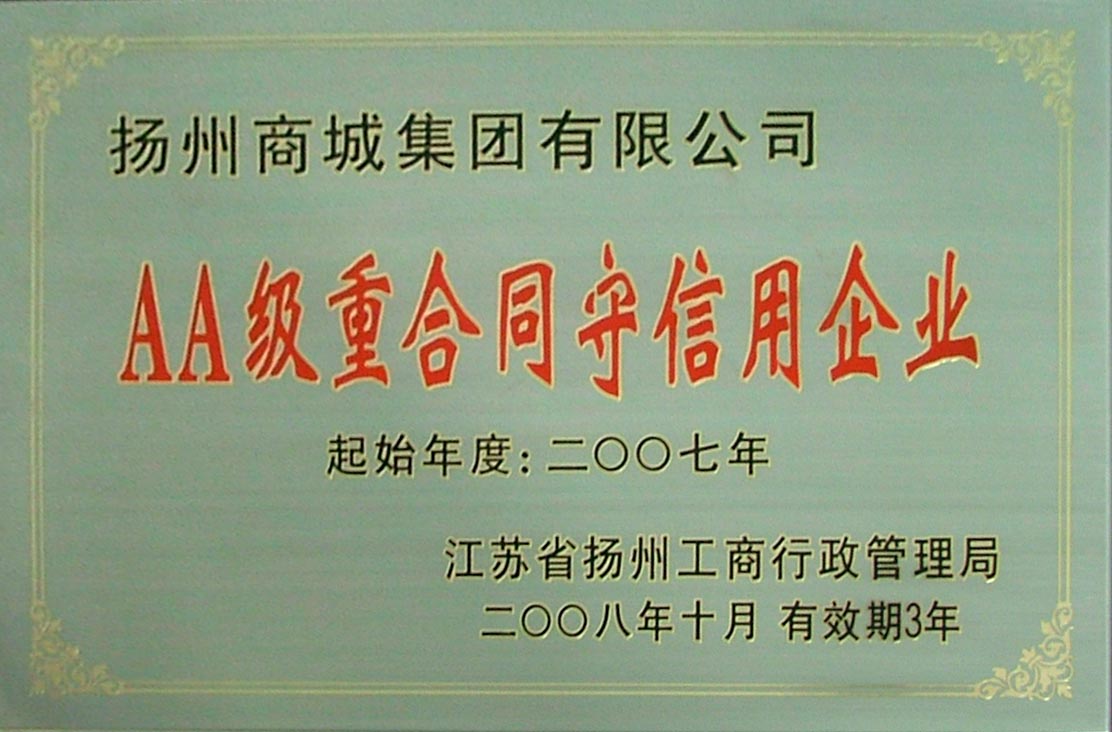 扬州商城集团有限公司
AA级重合同守信用企业
起始年度:二〇〇七年
江苏省扬州工商行政管理局
二〇〇八年十月 有效期3年